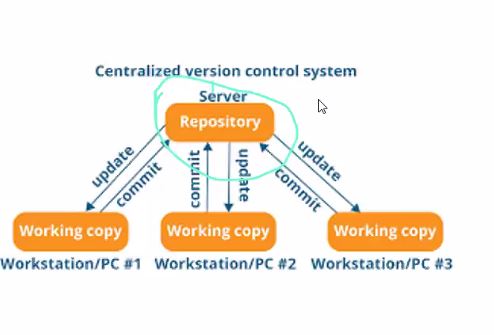 Centralized version control system
Server
Repository
update
commit
commit
update
commit
update
Working copy
Working copy
Working copy
Workstation/PC #1
Workstation/PC #2
Workstation/PC #3